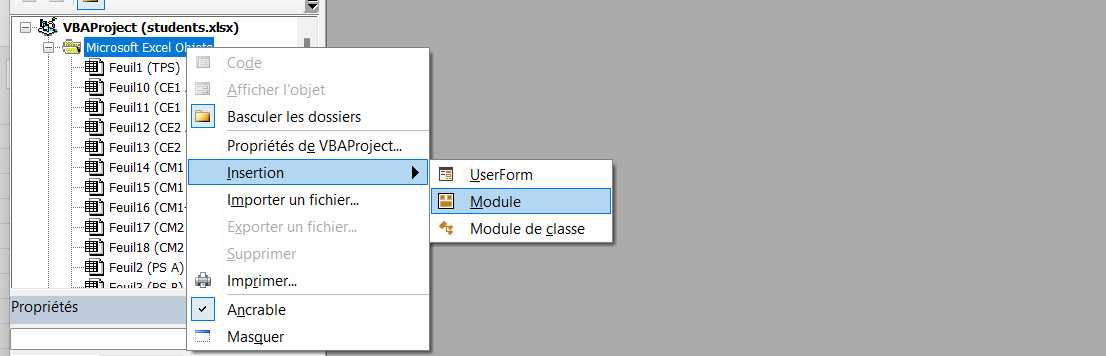 VBAProject (students.xlsx)
Microsoft Excel Objets
Feuil1 (TPS)
Feuil10 (CE1
Feuil11 (CE1
Feuil12 (CE2
Feuil13 (CE2
Feuil14 (CM1
Feuil15 (CM1
Feuil16 (CM1-
Feuil17 (CM2
Feuil18 (CM2
Feuil2 (PS A)
Feuil3 (PS B)
Propriétés
Code
Afficher l'objet
Basculer les dossiers
Propriétés de VBAProject...
Insertion
Importer un fichier...
Exporter un fichier...
Supprimer
Imprimer...
Ancrable
Masquer
UserForm
Module
Module de classe